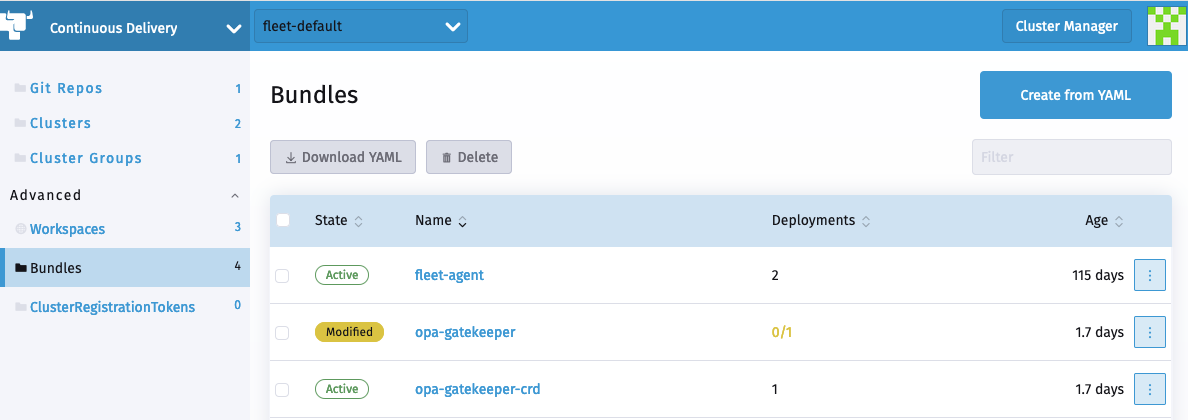 Continuous Delivery
fleet-default
Cluster Manager
Git Repos 1
Clusters 2
Cluster Groups 1
Advanced
Workspaces 3
Bundles 4
ClusterRegistrationTokens 0
Bundles
Create from YAML
Download YAML
Delete
Filter
State Name Deployments Age
Active fleet-agent 2 115 days
Modified opa-gatekeeper 0/1 1.7 days
Active opa-gatekeeper-crd 1 1.7 days